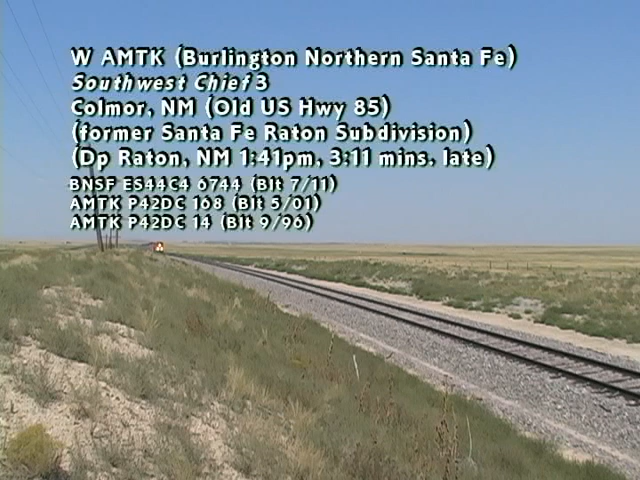 W AMTK (Burlington Northern Santa Fe)
Southwest Chief 3
Colmor, NM (Old US Hwy 85)
(former Santa Fe Raton Subdivision)
(Dp Raton, NM 1:41pm, 3:11 mins. late)
BNSF ES44C4 6744 (Blt 7/11)
AMTK P42DC 168 (Blt 5/01)
AMTK P42DC 14 (Blt 9/96)